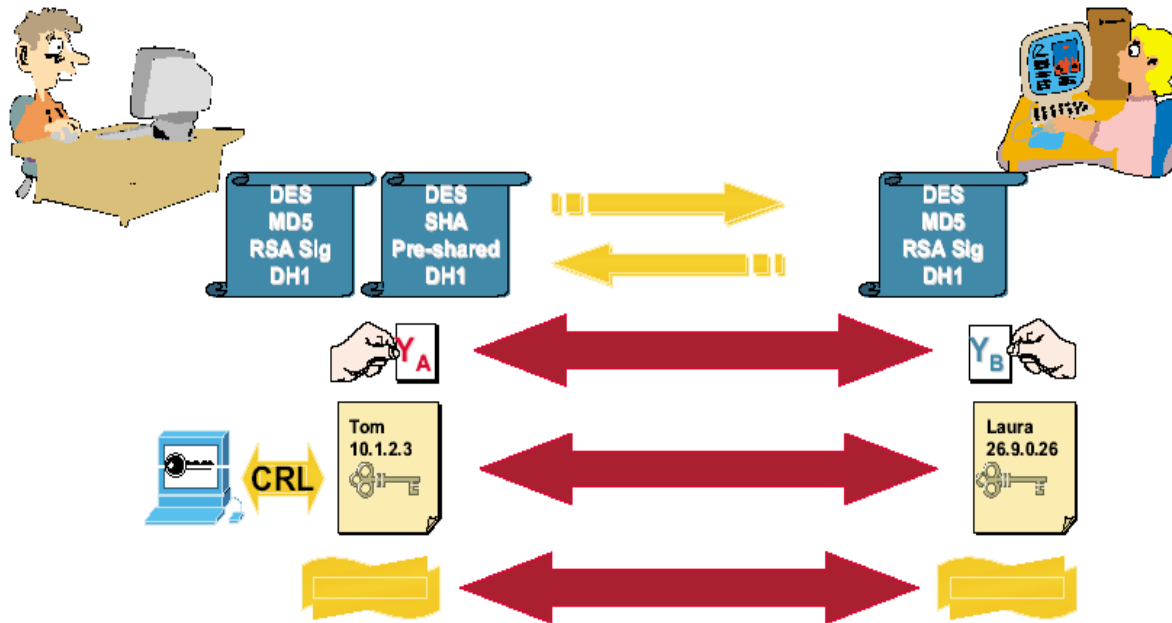 DES
MD5
RSA Sig
DH1
DES
SHA
Pre-shared
DH1
DES
MD5
RSA Sig
DH1
YA
YB
Tom
10.1.2.3
CRL
Laura
26.9.0.26